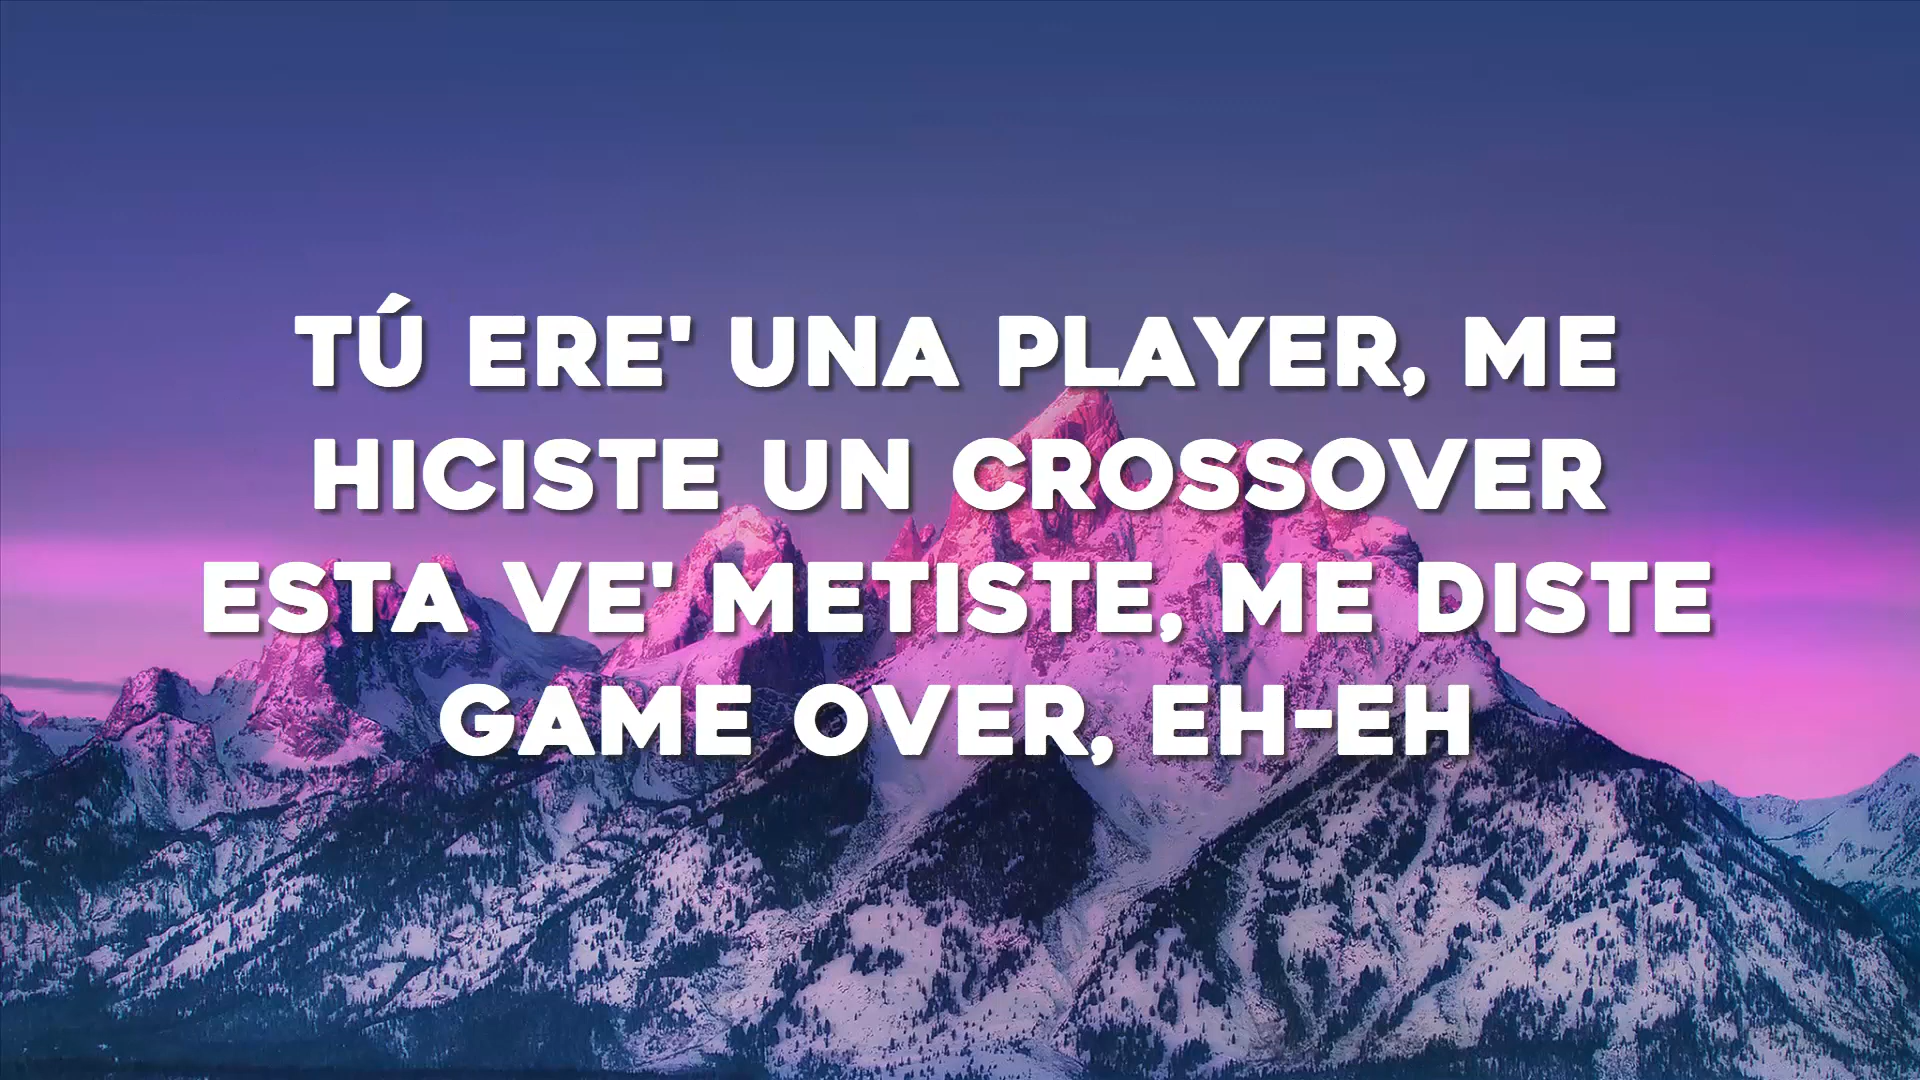 TÚ ERE' UNA PLAYER, ME
HICISTE UN CROSSOVER
ESTA VE' METISTE, ME DISTE
GAME OVER, EH-EH